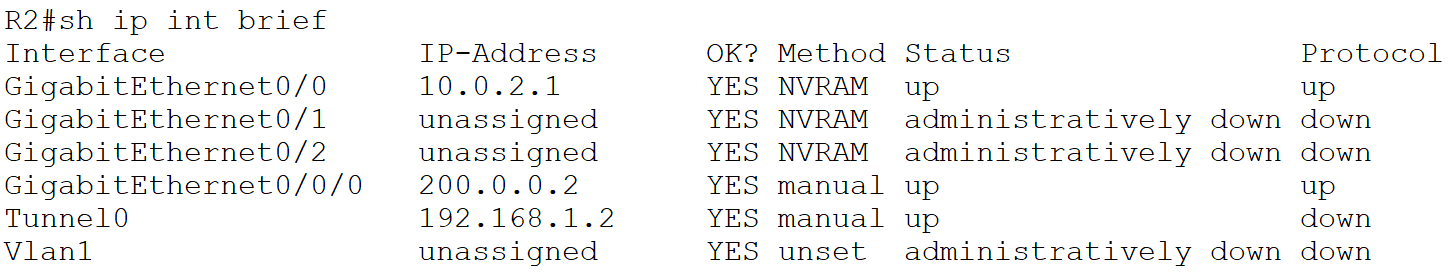 R2#sh ip int brief
Interface IP-Address OK? Method Status Protocol
GigabitEthernet0/0 10.0.2.1 YES NVRAM up up
GigabitEthernet0/1 unassigned YES NVRAM administratively down down
GigabitEthernet0/2 unassigned YES NVRAM administratively down down
GigabitEthernet0/0/0 200.0.0.2 YES manual up up
Tunnel0 192.168.1.2 YES manual up down
Vlan1 unassigned YES unset administratively down down